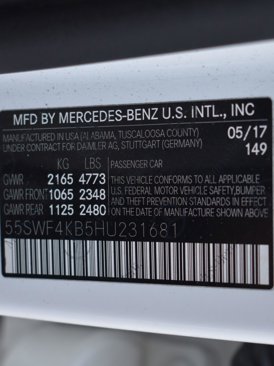 MFD BY MERCEDES-BENZ U.S. INTL., INC
MANUFACTURED IN USA (ALABAMA, TUSCALOOSA COUNTY)
UNDER CONTRACT FOR DAIMLER AG, STUTTGART (GERMANY)
05/17
149
KG LBS
PASSENGER CAR
GVWR 2165 4773
GAWR FRONT 1065 2348
GAWR REAR 1125 2480
THIS VEHICLE CONFORMS TO ALL APPLICABLE
U.S. FEDERAL MOTOR VEHICLE SAFETY, BUMPER
AND THEFT PREVENTION STANDARDS IN EFFECT
ON THE DATE OF MANUFACTURE SHOWN ABOVE.
55SWF4KB5HU231681